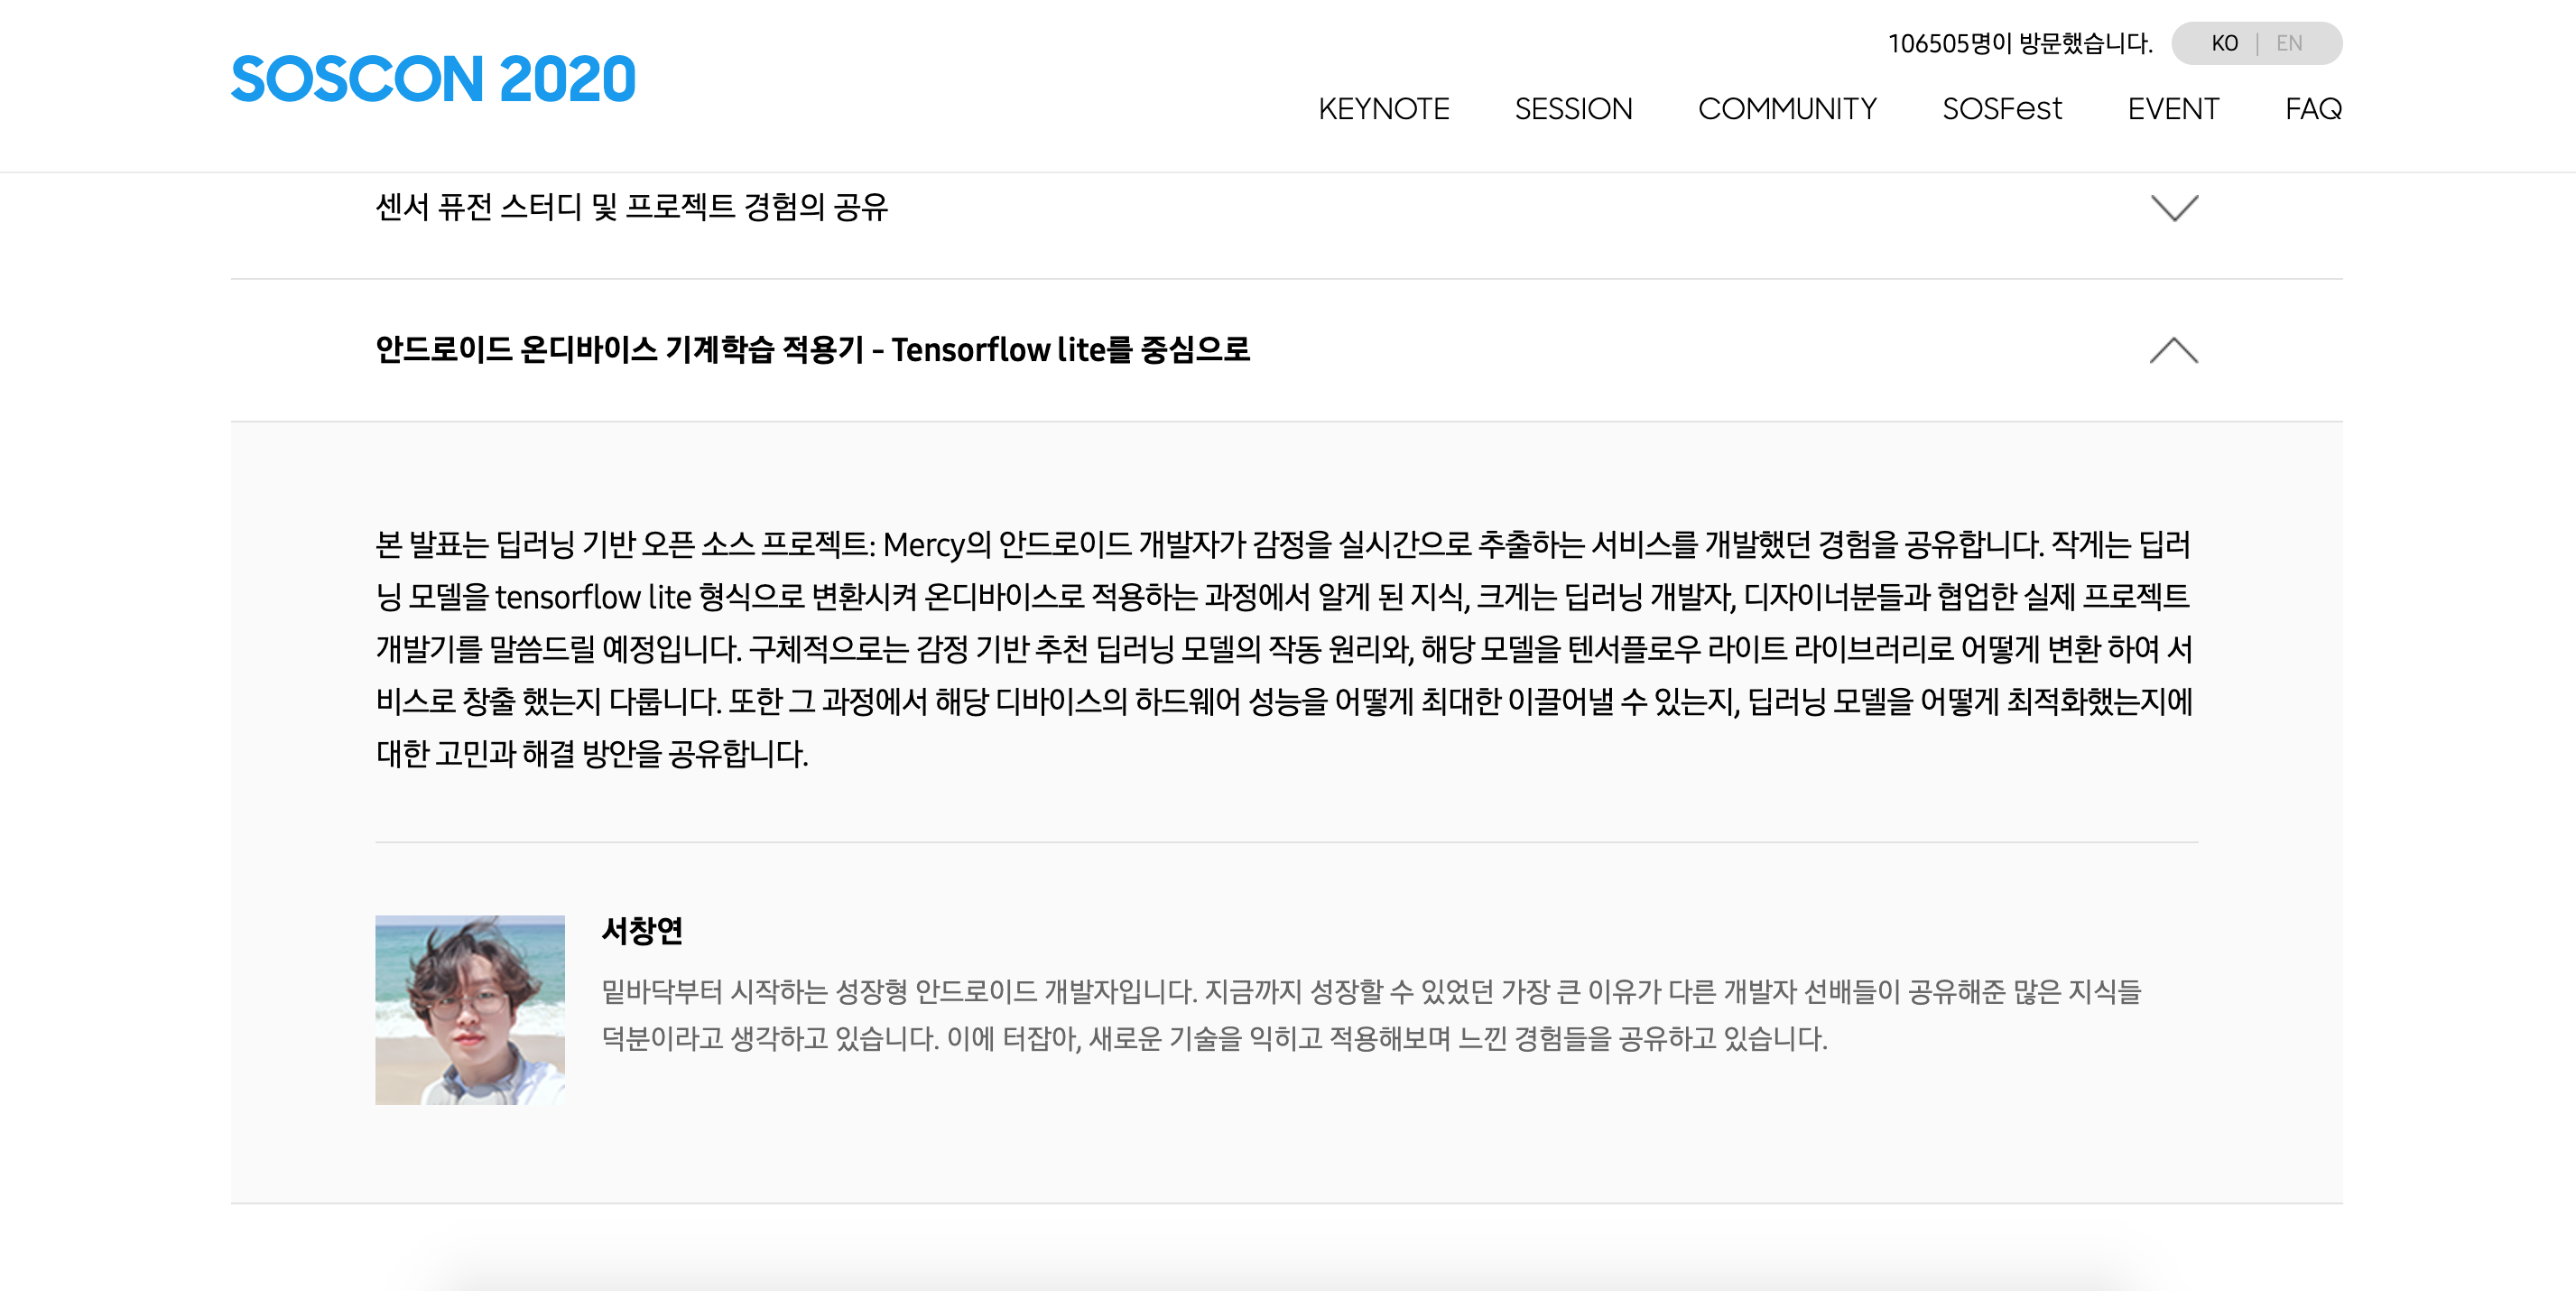 SOSCON 2020
106505명이 방문했습니다.
KO | EN
KEYNOTE SESSION COMMUNITY SOSFest EVENT FAQ
센서 퓨전 스터디 및 프로젝트 경험의 공유
안드로이드 온디바이스 기계학습 적용기 - Tensorflow lite를 중심으로
본 발표는 딥러닝 기반 오픈 소스 프로젝트: Mercy의 안드로이드 개발자가 감정을 실시간으로 추출하는 서비스를 개발했던 경험을 공유합니다. 작게는 딥러
닝 모델을 tensorflow lite 형식으로 변환시켜 온디바이스로 적용하는 과정에서 알게 된 지식, 크게는 딥러닝 개발자, 디자이너분들과 협업한 실제 프로젝트
개발기를 말씀드릴 예정입니다. 구체적으로는 감정 기반 추천 딥러닝 모델의 작동 원리와, 해당 모델을 텐서플로우 라이트 라이브러리로 어떻게 변환 하여 서
비스로 창출 했는지 다룹니다. 또한 그 과정에서 해당 디바이스의 하드웨어 성능을 어떻게 최대한 이끌어낼 수 있는지, 딥러닝 모델을 어떻게 최적화했는지에
대한 고민과 해결 방안을 공유합니다.
서창연
밑바닥부터 시작하는 성장형 안드로이드 개발자입니다. 지금까지 성장할 수 있었던 가장 큰 이유가 다른 개발자 선배들이 공유해준 많은 지식들
덕분이라고 생각하고 있습니다. 이에 터잡아, 새로운 기술을 익히고 적용해보며 느낀 경험들을 공유하고 있습니다.